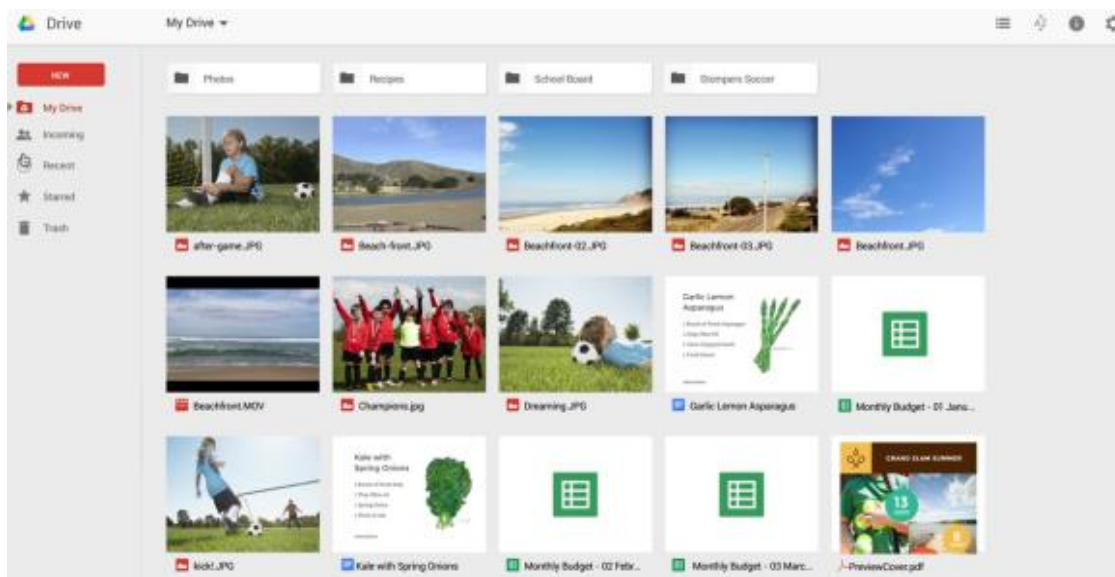 Drive
My Drive
NEW
Photos
Recipes
School Board
Stompers Soccer
My Drive
Incoming
Recent
Starred
Trash
after-game.JPG
Beach-front.JPG
Beachfront-02.JPG
Beachfront-03.JPG
Beachfront.JPG
Garlic Lemon
Asparagus
Beachfront.MOV
Champions.jpg
Dreaming.JPG
Garlic Lemon Asparagus
Monthly Budget - 01 Janu...
Kale with
Spring Onions
GRAND SLAM SUMMER
13
8
kick!.JPG
Kale with Spring Onions
Monthly Budget - 02 Febr...
Monthly Budget - 03 Marc...
PreviewCover.pdf